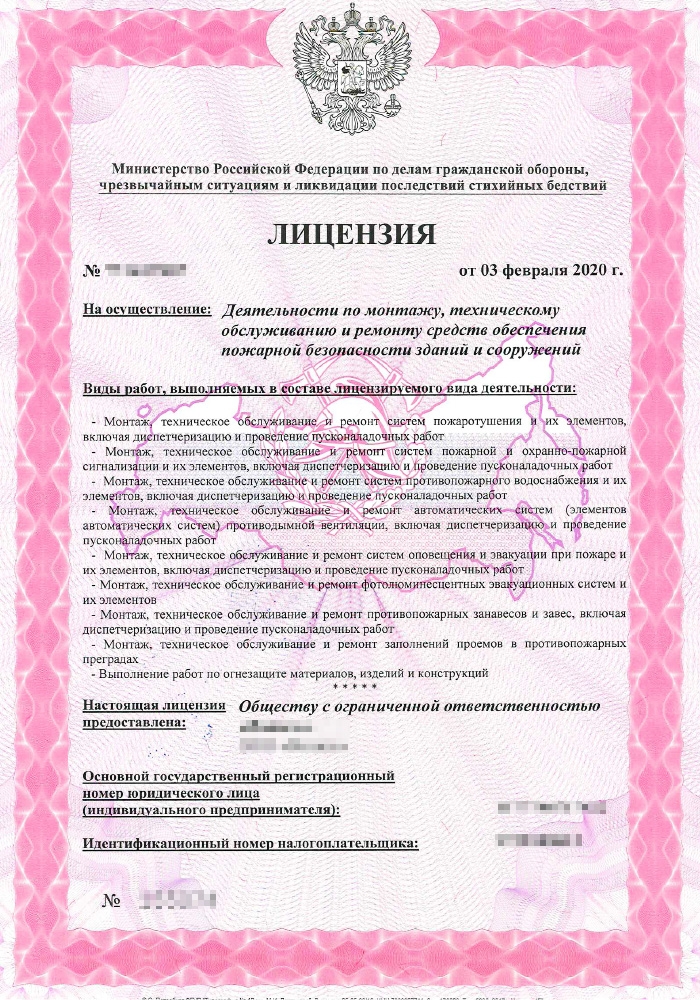 Министерство Российской Федерации по делам гражданской обороны,
чрезвычайным ситуациям и ликвидации последствий стихийных бедствий
ЛИЦЕНЗИЯ
№
от 03 февраля 2020 г.
На осуществление: Деятельности по монтажу, техническому
обслуживанию и ремонту средств обеспечения
пожарной безопасности зданий и сооружений
Виды работ, выполняемых в составе лицензируемого вида деятельности:
- Монтаж, техническое обслуживание и ремонт систем пожаротушения и их элементов,
включая диспетчеризацию и проведение пусконаладочных работ
- Монтаж, техническое обслуживание и ремонт систем пожарной и охранно-пожарной
сигнализации и их элементов, включая диспетчеризацию и проведение пусконаладочных работ
- Монтаж, техническое обслуживание и ремонт систем противопожарного водоснабжения и их
элементов, включая диспетчеризацию и проведение пусконаладочных работ
- Монтаж, техническое обслуживание и ремонт автоматических систем (элементов
автоматических систем) противодымной вентиляции, включая диспетчеризацию и проведение
пусконаладочных работ
- Монтаж, техническое обслуживание и ремонт систем оповещения и эвакуации при пожаре и
их элементов, включая диспетчеризацию и проведение пусконаладочных работ
- Монтаж, техническое обслуживание и ремонт фотолюминесцентных эвакуационных систем и
их элементов
- Монтаж, техническое обслуживание и ремонт противопожарных занавесов и завес, включая
диспетчеризацию и проведение пусконаладочных работ
- Монтаж, техническое обслуживание и ремонт заполнений проемов в противопожарных
преградах
- Выполнение работ по огнезащите материалов, изделий и конструкций
* * * * *
Настоящая лицензия Обществу с ограниченной ответственностью
предоставлена:
Основной государственный регистрационный
номер юридического лица
(индивидуального предпринимателя):
Идентификационный номер налогоплательщика:
№